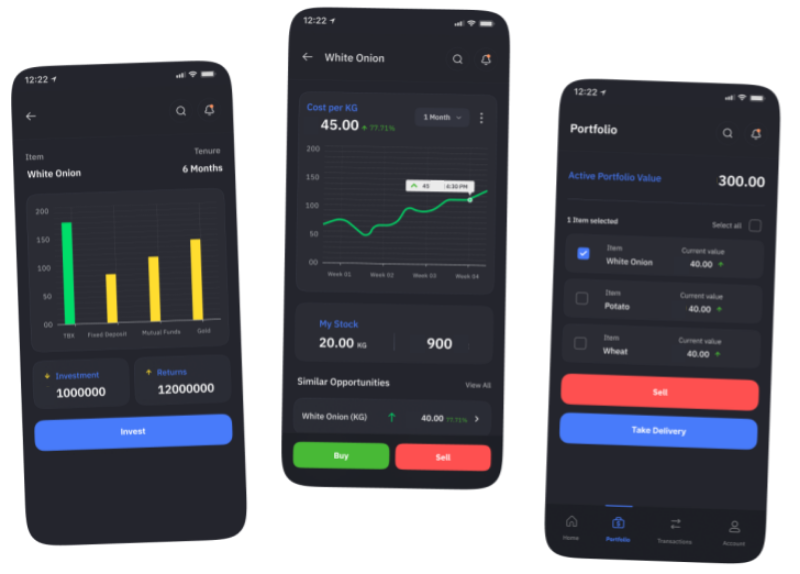 12:22
Item
Tenure
White Onion
6 Months
200
150
100
50
00
TBX
Fixed Deposit
Mutual Funds
Gold
Investment
Returns
1000000
12000000
Invest
12:22
White Onion
Cost per KG
45.00
77.71%
1 Month
200
150
100
50
00
40
4:30 PM
Week 01
Week 02
Week 03
Week 04
My Stock
20.00 KG
900
Similar Opportunities
View All
White Onion (KG)
40.00 77.71%
Buy
Sell
12:22
Portfolio
Active Portfolio Value
300.00
1 Item selected
Select all
Item
Current value
White Onion
40.00
Item
Current value
Potato
40.00
Item
Current value
Wheat
40.00
Sell
Take Delivery
Home
Portfolio
Transactions
Account